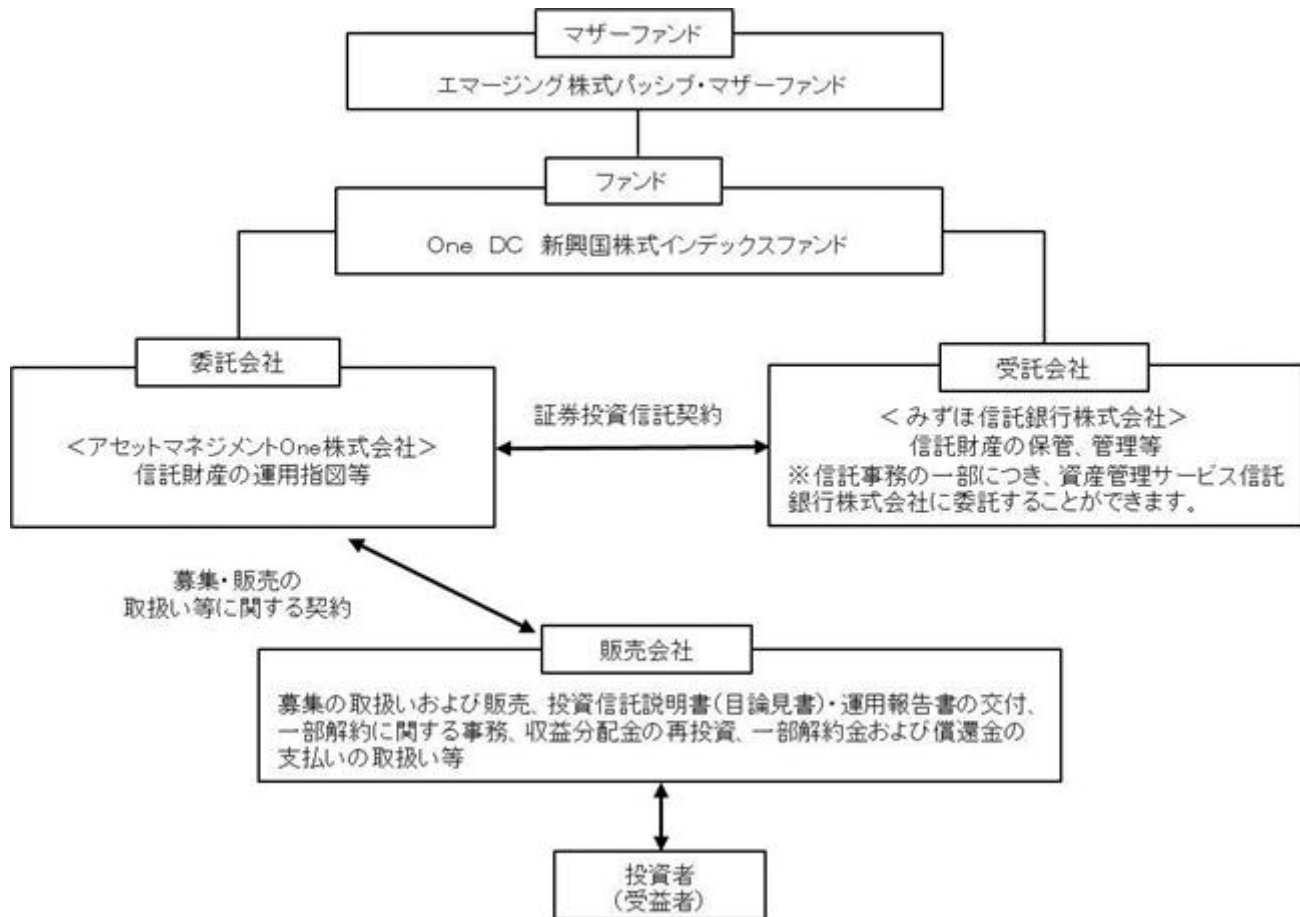 マザーファンド
エマージング株式パッシブ・マザーファンド
ファンド
One DC 新興国株式インデックスファンド
委託会社
受託会社
＜アセットマネジメントOne株式会社＞
信託財産の運用指図等
証券投資信託契約
＜みずほ信託銀行株式会社＞
信託財産の保管、管理等
※信託事務の一部につき、資産管理サービス信託
銀行株式会社に委託することができます。
募集・販売の
取扱い等に関する契約
販売会社
募集の取扱いおよび販売、投資信託説明書(目論見書)・運用報告書の交付、
一部解約に関する事務、収益分配金の再投資、一部解約金および償還金の
支払いの取扱い等
投資者
(受益者)